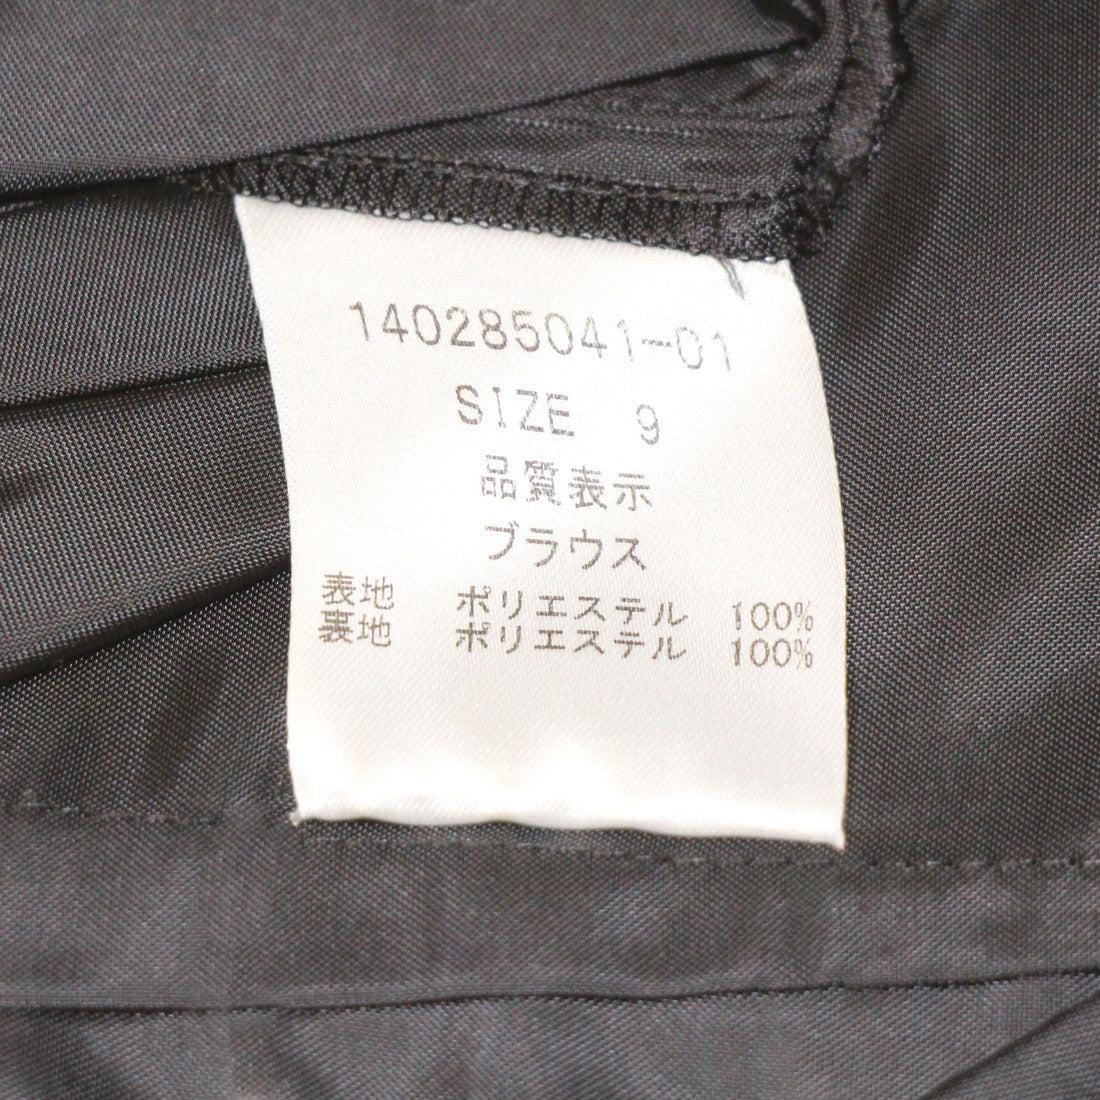 140285041-01
SIZE 9
品質表示
ブラウス
表地 ポリエステル 100%
裏地 ポリエステル 100%